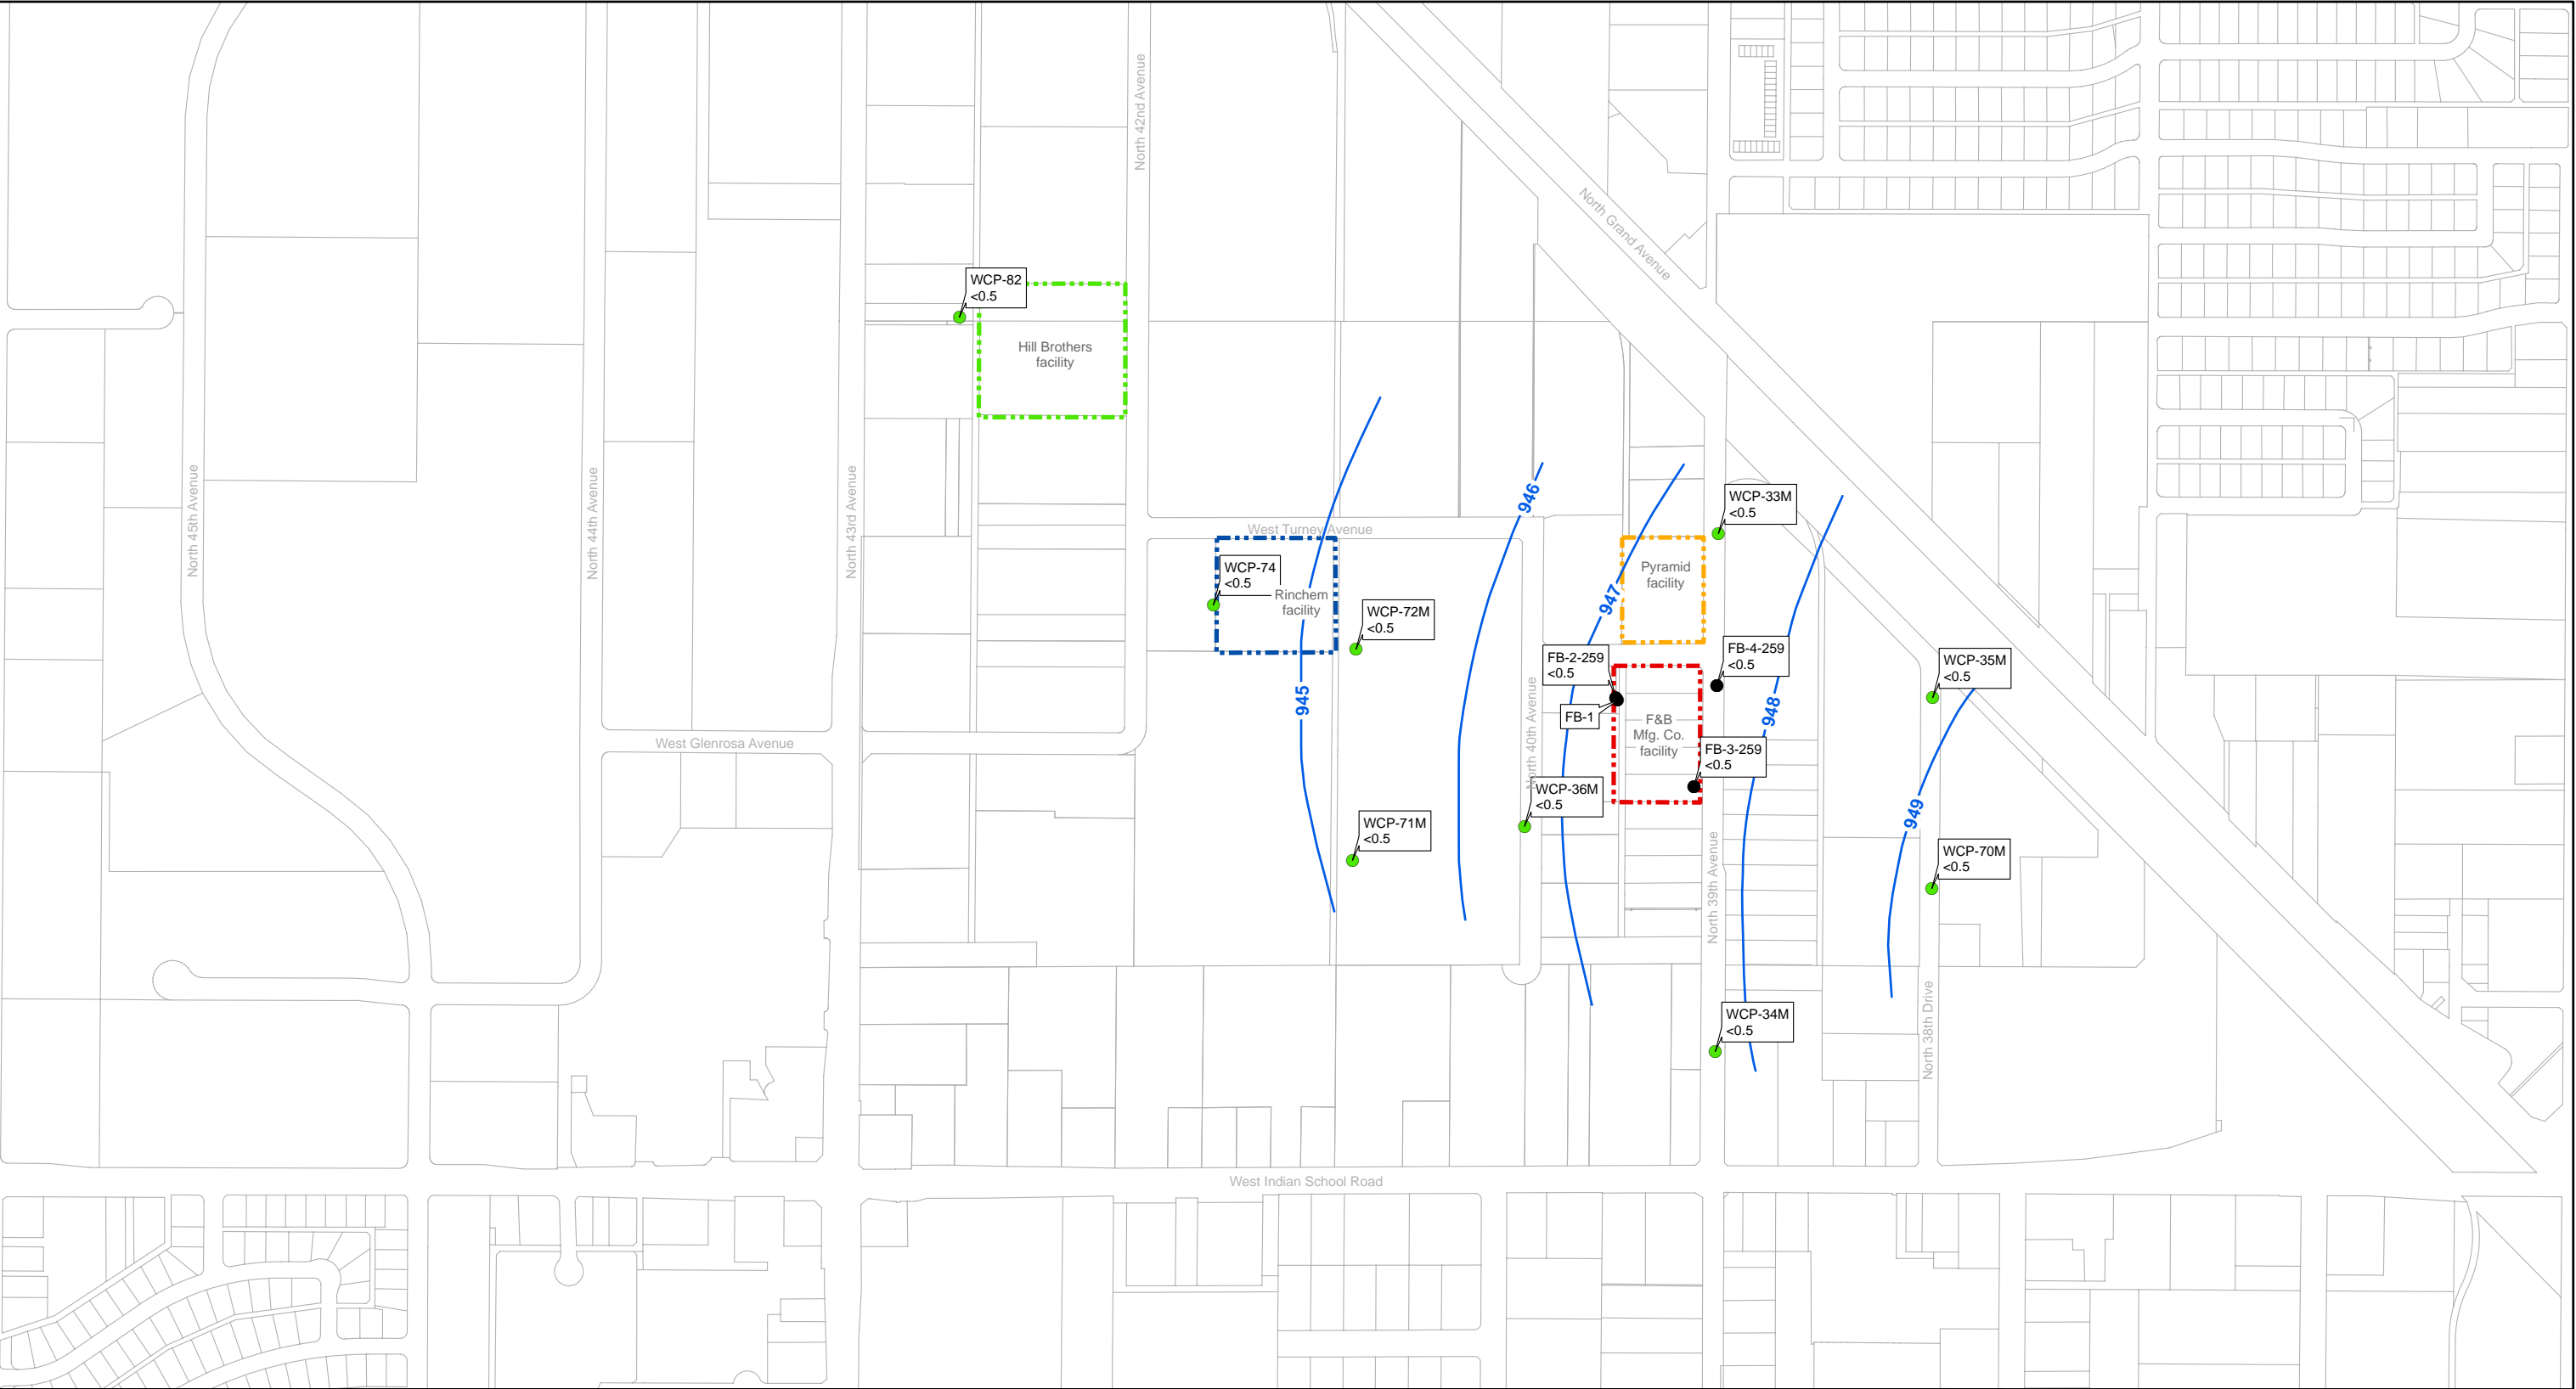 North 42nd Avenue
North Grand Avenue
WCP-82
<0.5
Hill Brothers
facility
North 45th Avenue
North 44th Avenue
North 43rd Avenue
946
WCP-33M
<0.5
West Turney Avenue
WCP-74
<0.5
Rinchem
facility
Pyramid
facility
947
WCP-72M
<0.5
FB-2-259
<0.5
FB-4-259
<0.5
WCP-35M
<0.5
945
FB-1
948
F&B
Mfg. Co.
facility
North 40th Avenue
West Glenrosa Avenue
FB-3-259
<0.5
WCP-36M
<0.5
949
WCP-71M
<0.5
WCP-70M
<0.5
North 39th Avenue
WCP-34M
<0.5
North 38th Drive
West Indian School Road